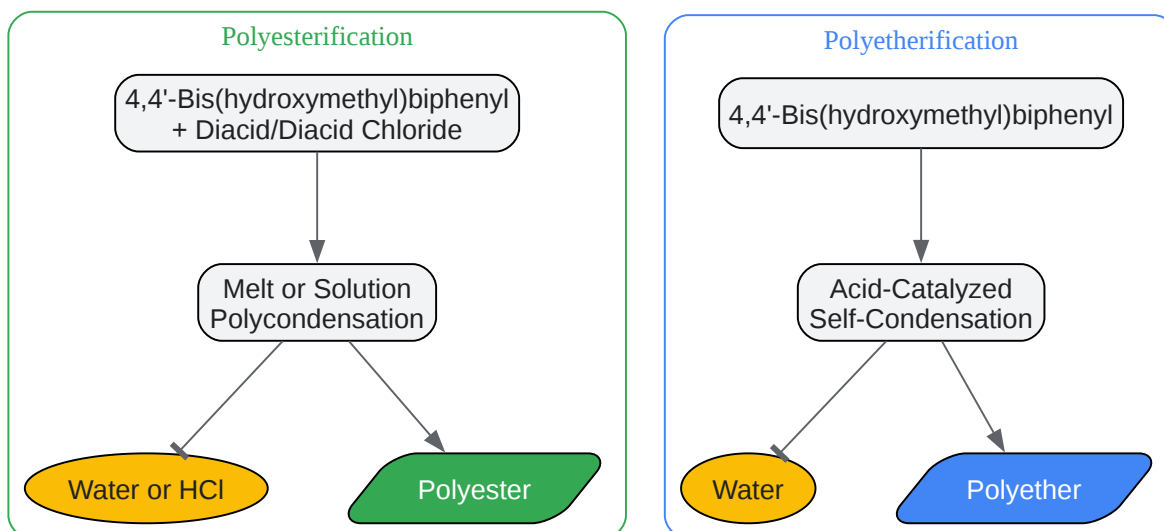 Polyesterification
4,4'-Bis(hydroxymethyl)biphenyl
+ Diacid/Diacid Chloride
Melt or Solution
Polycondensation
Water or HCl
Polyester
Polyetherification
4,4'-Bis(hydroxymethyl)biphenyl
Acid-Catalyzed
Self-Condensation
Water
Polyether